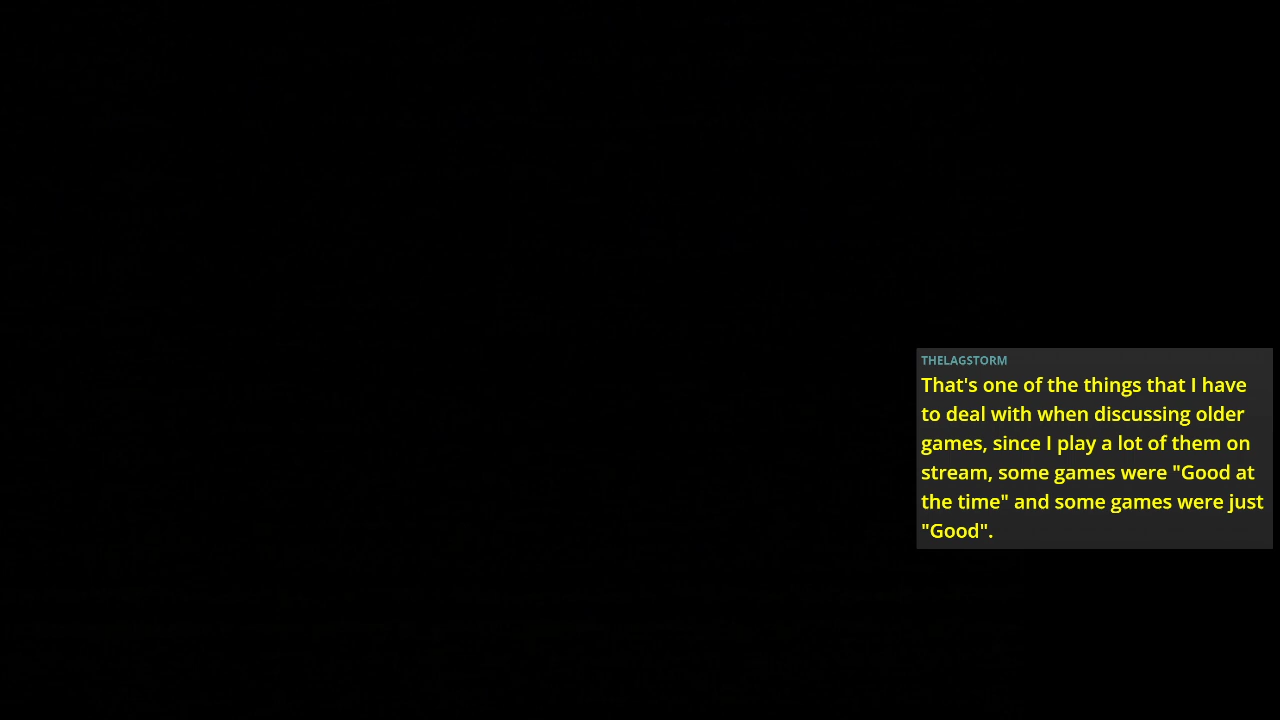 THELAGSTORM
That's one of the things that I have
to deal with when discussing older
games, since I play a lot of them on
stream, some games were "Good at
the time" and some games were just
"Good".